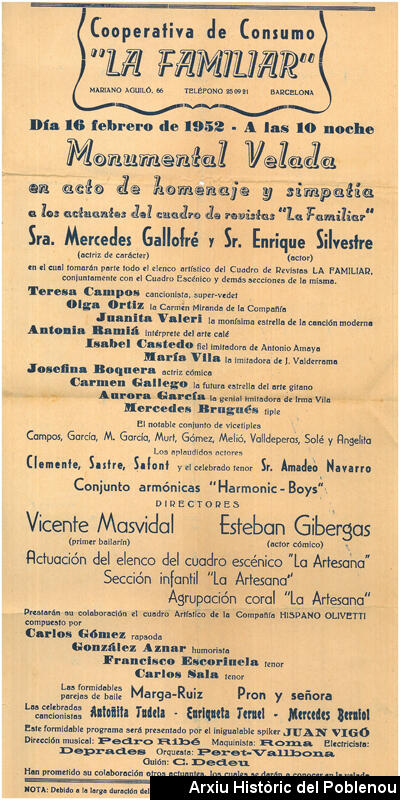 Cooperativa de Consumo
"LA FAMILIAR"
MARIANO AGUILÓ, 66 TELÉFONO 25 09 21 BARCELONA
Día 16 febrero de 1952 - A las 10 noche
Monumental Velada
en acto de homenaje y simpatía
a los actuantes del cuadro de revistas "La Familiar"
Sra. Mercedes Gallofré y Sr. Enrique Silvestre
(actriz de carácter) (actor)
en el cual tomarán parte todo el elenco artístico del Cuadro de Revistas LA FAMILIAR,
conjuntamente con el Cuadro Escénico y demás secciones de la misma.
Teresa Campos cancionista, super-vedet
Olga Ortiz la Carmen Miranda de la Compañía
Juanita Valeri la monísima estrella de la canción moderna
Antonia Ramiá intérprete del arte calé
Isabel Castedo fiel imitadora de Antonio Amaya
María Vila la imitadora de J. Valderrama
Josefina Boquera actriz cómica
Carmen Gallego la futura estrella del arte gitano
Aurora García la genial imitadora de Irma Vila
Mercedes Brugués tiple
El notable conjunto de vicetiples
Campos, García, M. García, Murt, Gómez, Melió, Valldeperas, Solé y Angelita
Los aplaudidos actores
Clemente, Sastre, Safont y el celebrado tenor Sr. Amadeo Navarro
Conjunto armónicas "Harmonic-Boys"
DIRECTORES
Vicente Masvidal Esteban Gibergas
(primer bailarín) (actor cómico)
Actuación del elenco del cuadro escénico "La Artesana"
Sección infantil "La Artesana"
Agrupación coral "La Artesana"
Prestarán su colaboración el cuadro Artístico de la Compañía HISPANO OLIVETTI
compuesto por
Carlos Gómez rapsoda
González Aznar humorista
Francisco Escorihuela tenor
Carlos Sala tenor
Las formidables parejas de baile Marga-Ruiz Pron y señora
Las celebradas cancionistas Antoñita Tudela - Enriqueta Teruel - Mercedes Berniol
Este formidable programa será presentado por el inigualable spiker JUAN VIGÓ
Dirección musical: Pedro Ribé Maquinista: Roma Electricista:
Deprades Orquesta: Peret-Vallbona
Guión: C. Dedeu
Han prometido su colaboración otros actuantes, los cuales se darán a conocer en la velada
NOTA: Debido a la larga duración del
Arxiu Històric del Poblenou